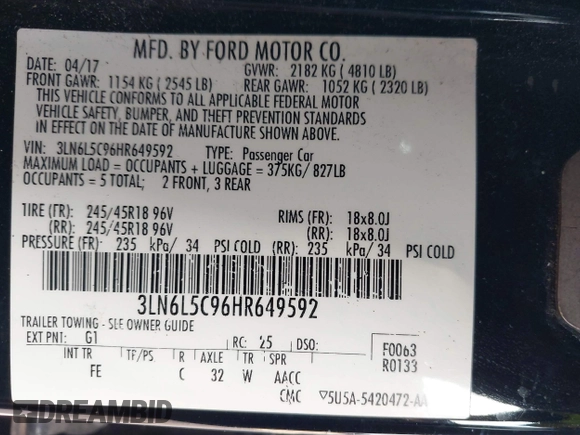 MFD. BY FORD MOTOR CO.
DATE: 04/17 GVWR: 2182 KG ( 4810 LB)
FRONT GAWR: 1154 KG ( 2545 LB) REAR GAWR: 1052 KG ( 2320 LB)
THIS VEHICLE CONFORMS TO ALL APPLICABLE FEDERAL MOTOR
VEHICLE SAFETY, BUMPER, AND THEFT PREVENTION STANDARDS
IN EFFECT ON THE DATE OF MANUFACTURE SHOWN ABOVE.
VIN: 3LN6L5C96HR649592 TYPE: Passenger Car
MAXIMUM LOAD = OCCUPANTS + LUGGAGE = 375KG/ 827LB
OCCUPANTS = 5 TOTAL; 2 FRONT, 3 REAR
TIRE (FR): 245/45R18 96V RIMS (FR): 18x8.0J
(RR): 245/45R18 96V (RR): 18x8.0J
PRESSURE (FR): 235 kPa/ 34 PSI COLD (RR): 235 kPa/ 34 PSI COLD
3LN6L5C96HR649592
TRAILER TOWING - SEE OWNER GUIDE
EXT PNT: G1 RC: 25 DSO: F0063
R0133
INT TR TP/PS R AXLE TR SPR
FE C 32 W AACC
CMC ▽5U5A-5420472-AA
BIDHISTORY